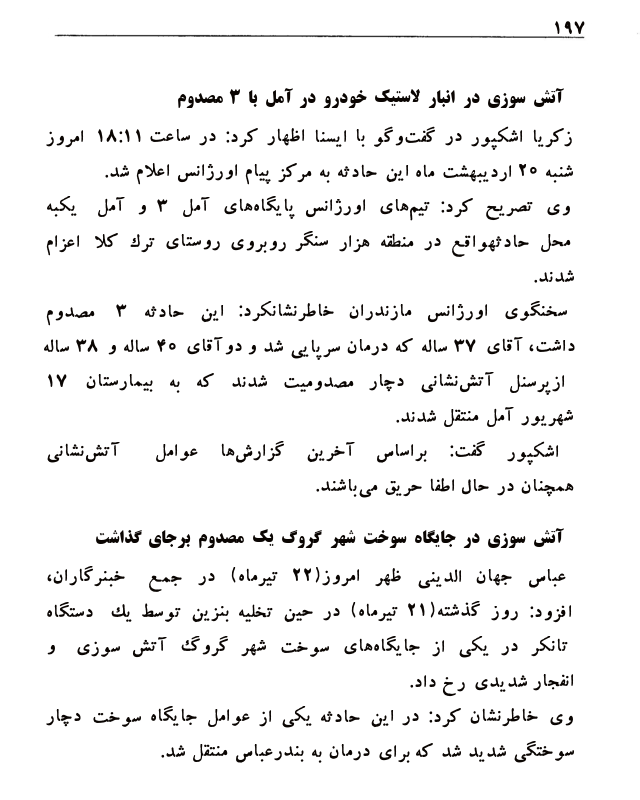 ۱۹۷
آتش سوزی در انبار لاستیک خودرو در آمل با ۳ مصدوم
زکریا اشکپور در گفت‌وگو با ایسنا اظهار کرد: در ساعت ۱۸:۱۱ امروز
شنبه ۲۰ اردیبهشت ماه این حادثه به مرکز پیام اورژانس اعلام شد.
وی تصریح کرد: تیم‌های اورژانس پایگاه‌های آمل ۳ و آمل یکبه
محل حادثهواقع در منطقه هزار سنگر روبروی روستای ترك کلا اعزام
شدند.
سخنگوی اورژانس مازندران خاطرنشانکرد: این حادثه ۳ مصدوم
داشت، آقای ۳۷ ساله که درمان سرپایی شد و دو آقای ۴۰ ساله و ۳۸ ساله
ازپرسنل آتش‌نشانی دچار مصدومیت شدند که به بیمارستان ۱۷
شهریور آمل منتقل شدند.
اشکپور گفت: براساس آخرین گزارش‌ها عوامل آتش‌نشانی
همچنان در حال اطفا حریق می‌باشند.
آتش سوزی در جایگاه سوخت شهر گروگ یک مصدوم برجای گذاشت
عباس جهان الدینی ظهر امروز(۲۲ تیرماه) در جمع خبرنگاران،
افزود: روز گذشته(۲۱ تیرماه) در حین تخلیه بنزین توسط یك دستگاه
تانکر در یکی از جایگاه‌های سوخت شهر گروگ آتش سوزی و
انفجار شدیدی رخ داد.
وی خاطرنشان کرد: در این حادثه یکی از عوامل جایگاه سوخت دچار
سوختگی شدید شد که برای درمان به بندرعباس منتقل شد.